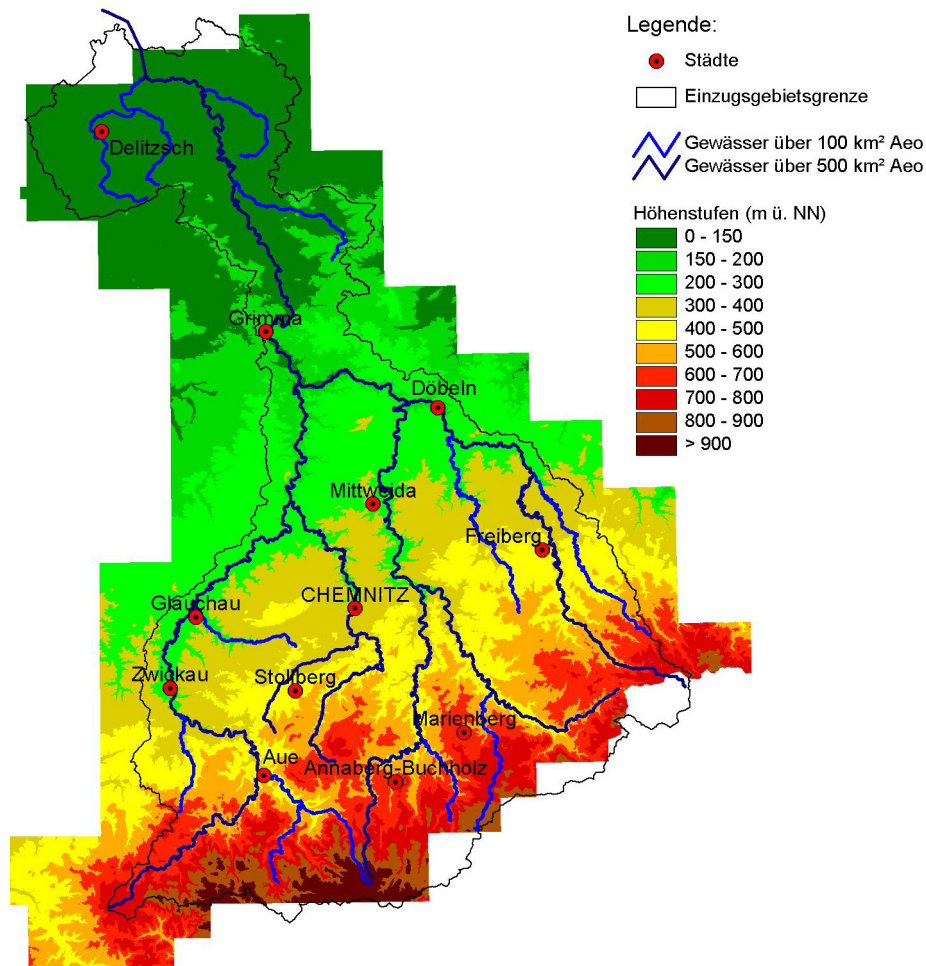 Legende:
Städte
Einzugsgebietsgrenze
Gewässer über 100 km² Aeo
Gewässer über 500 km² Aeo
Höhenstufen (m ü. NN)
0 - 150
150 - 200
200 - 300
300 - 400
400 - 500
500 - 600
600 - 700
700 - 800
800 - 900
> 900
Delitzsch
Grimma
Döbeln
Mittweida
Freiberg
CHEMNITZ
Glauchau
Zwickau
Stollberg
Marienberg
Aue
Annaberg-Buchholz